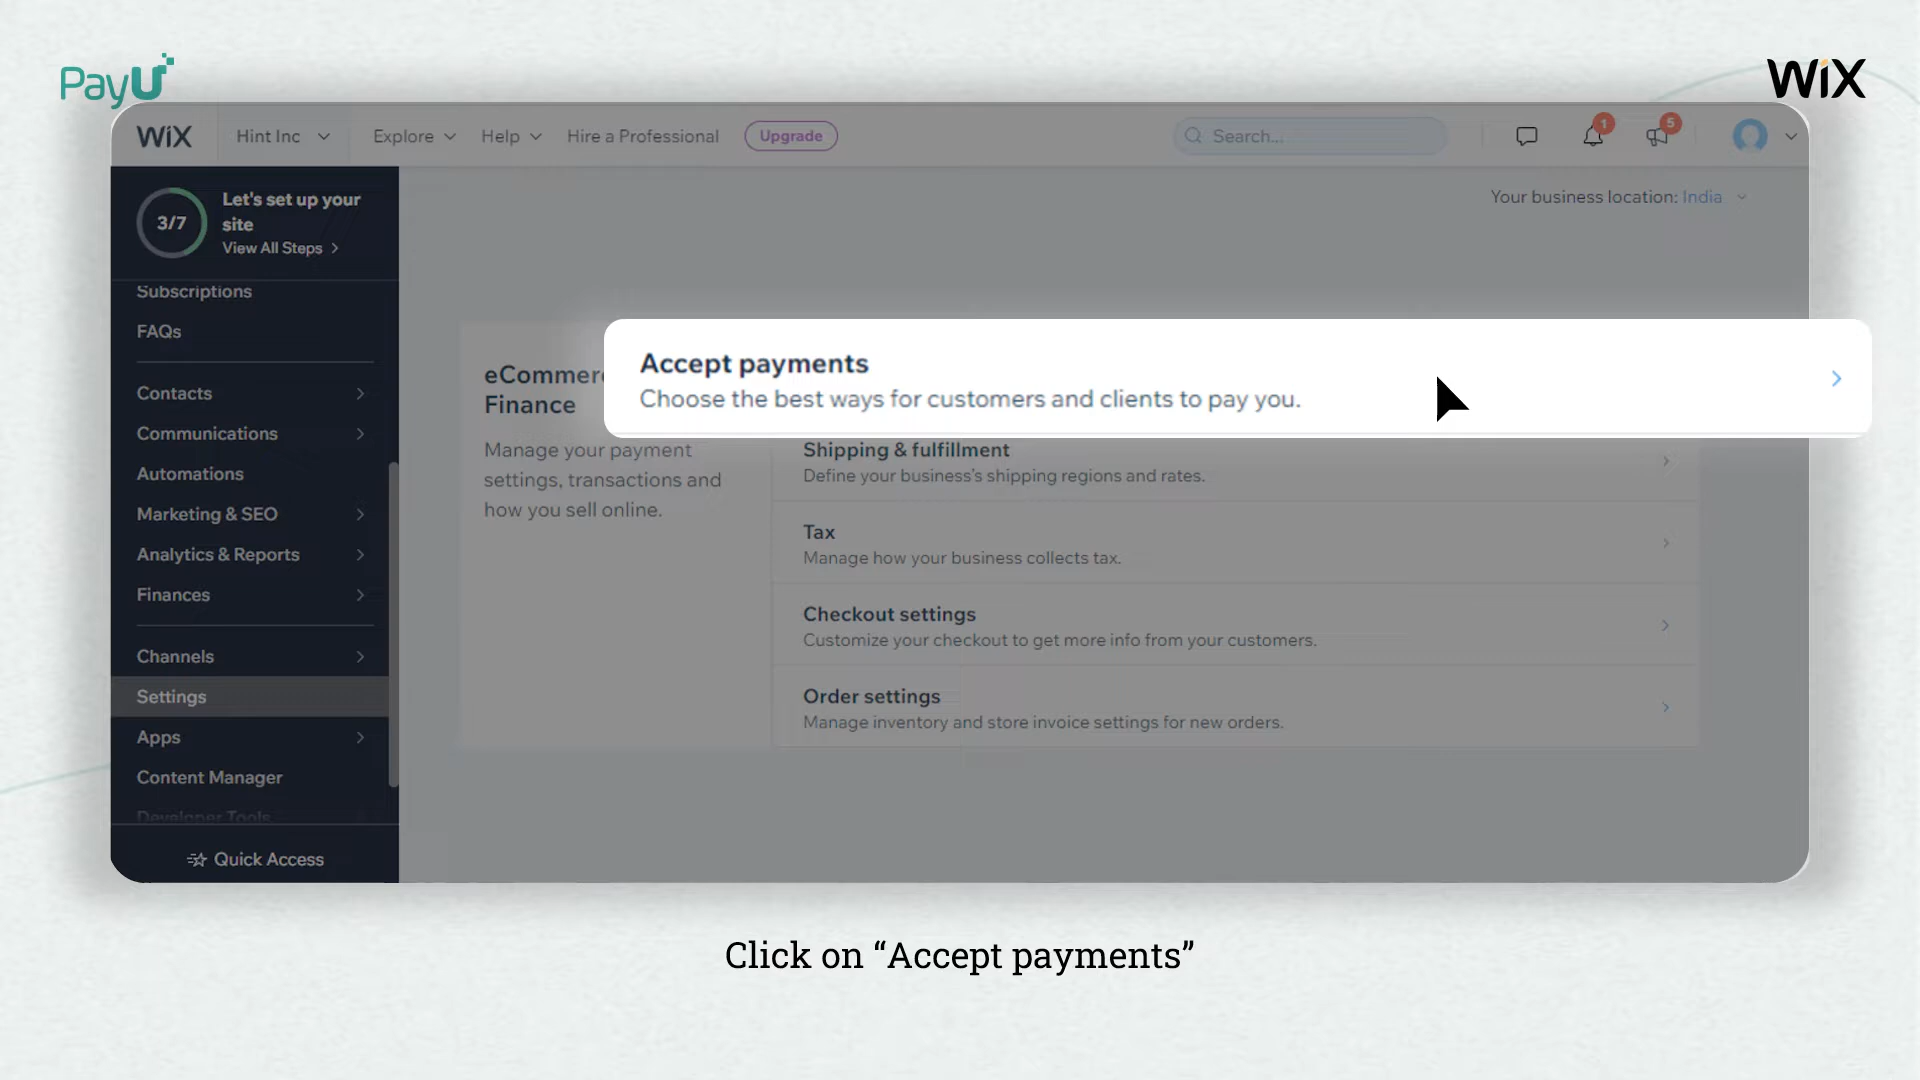 PayU
WiX
WiX
Hint Inc
Explore
Help
Hire a Professional
Upgrade
Search...
1
5
3/7
Let's set up your
site
View All Steps
Your business location: India
Subscriptions
FAQs
Contacts
Communications
Automations
Marketing & SEO
Analytics & Reports
Finances
Channels
Settings
Apps
Content Manager
Developer Tools
Quick Access
Finance
Manage your payment
settings, transactions and
how you sell online.
Accept payments
Choose the best ways for customers and clients to pay you.
Shipping & fulfillment
Define your business's shipping regions and rates.
Tax
Manage how your business collects tax.
Checkout settings
Customize your checkout to get more info from your customers.
Order settings
Manage inventory and store invoice settings for new orders.
Click on “Accept payments”